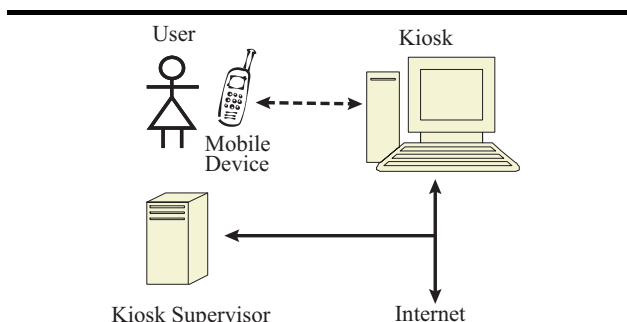 User
Kiosk
Mobile
Device
Kiosk Supervisor
Internet